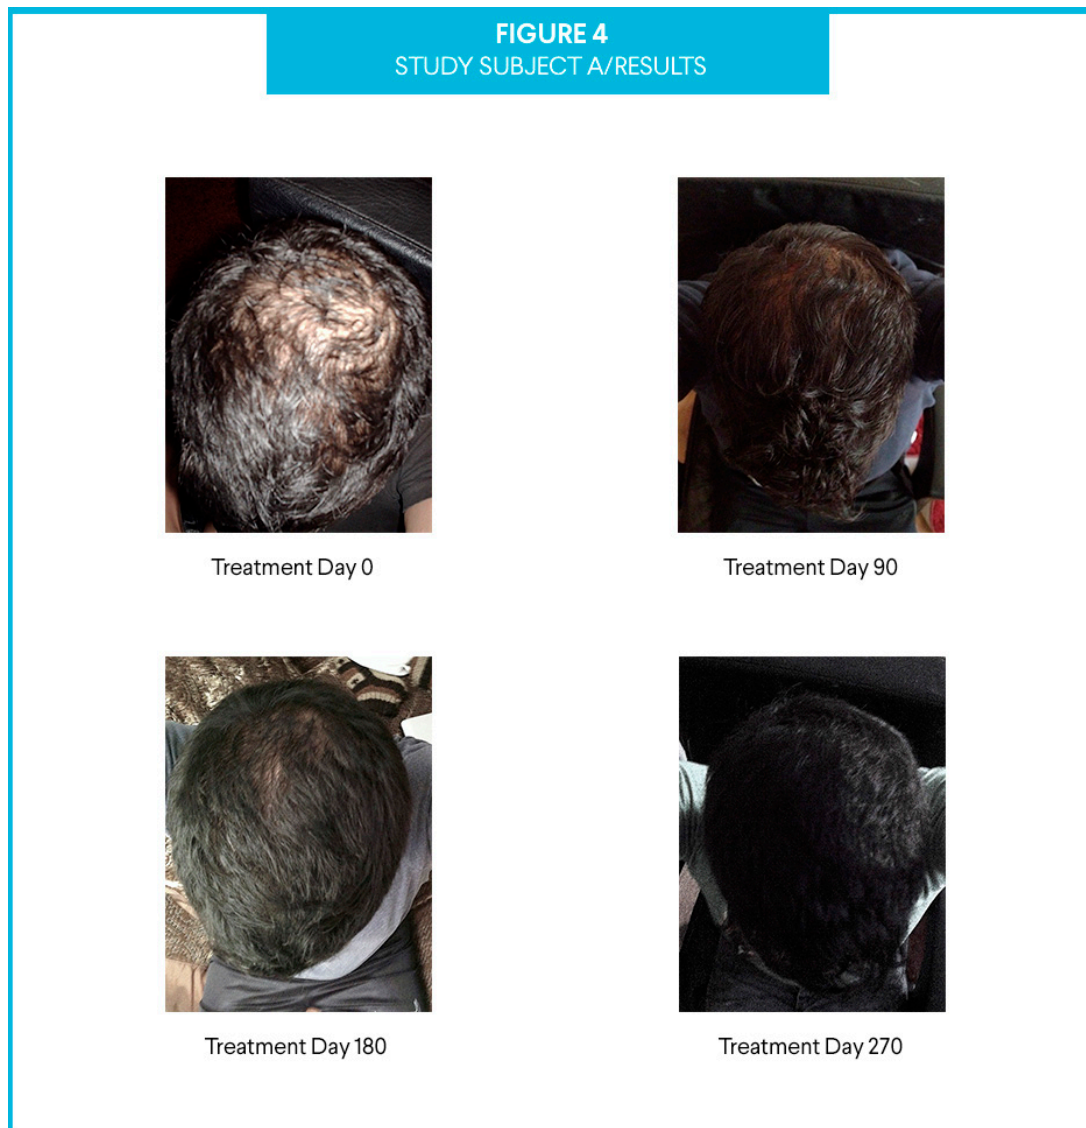 FIGURE 4
STUDY SUBJECT A/RESULTS
Treatment Day 0
Treatment Day 90
Treatment Day 180
Treatment Day 270